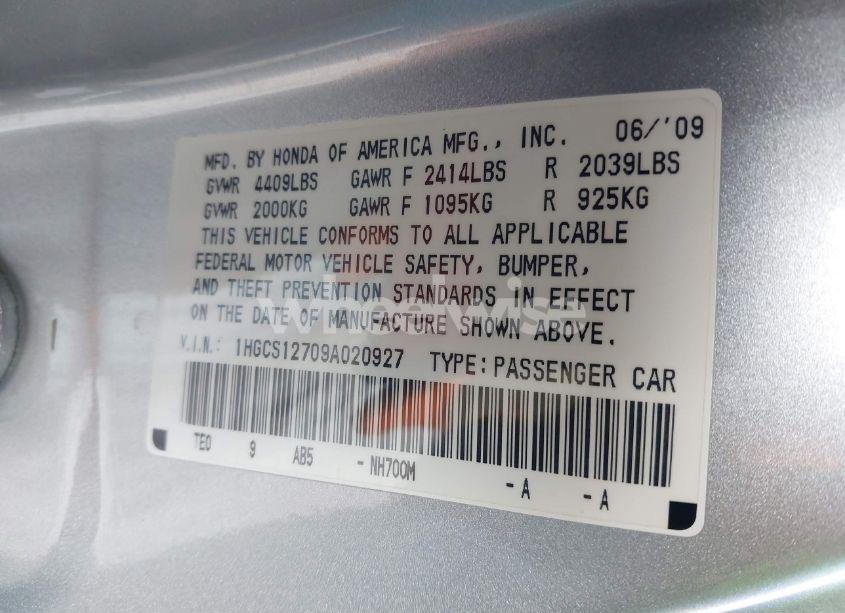 MFD. BY HONDA OF AMERICA MFG., INC. 06/'09
GVWR 4409LBS GAWR F 2414LBS R 2039LBS
GVWR 2000KG GAWR F 1095KG R 925KG
THIS VEHICLE CONFORMS TO ALL APPLICABLE
FEDERAL MOTOR VEHICLE SAFETY, BUMPER,
AND THEFT PREVENTION STANDARDS IN EFFECT
ON THE DATE OF MANUFACTURE SHOWN ABOVE.
wheelwise
V.I.N.: 1HGCS12709A020927 TYPE:PASSENGER CAR
TE0 9 AB5 - NH700M - A - A